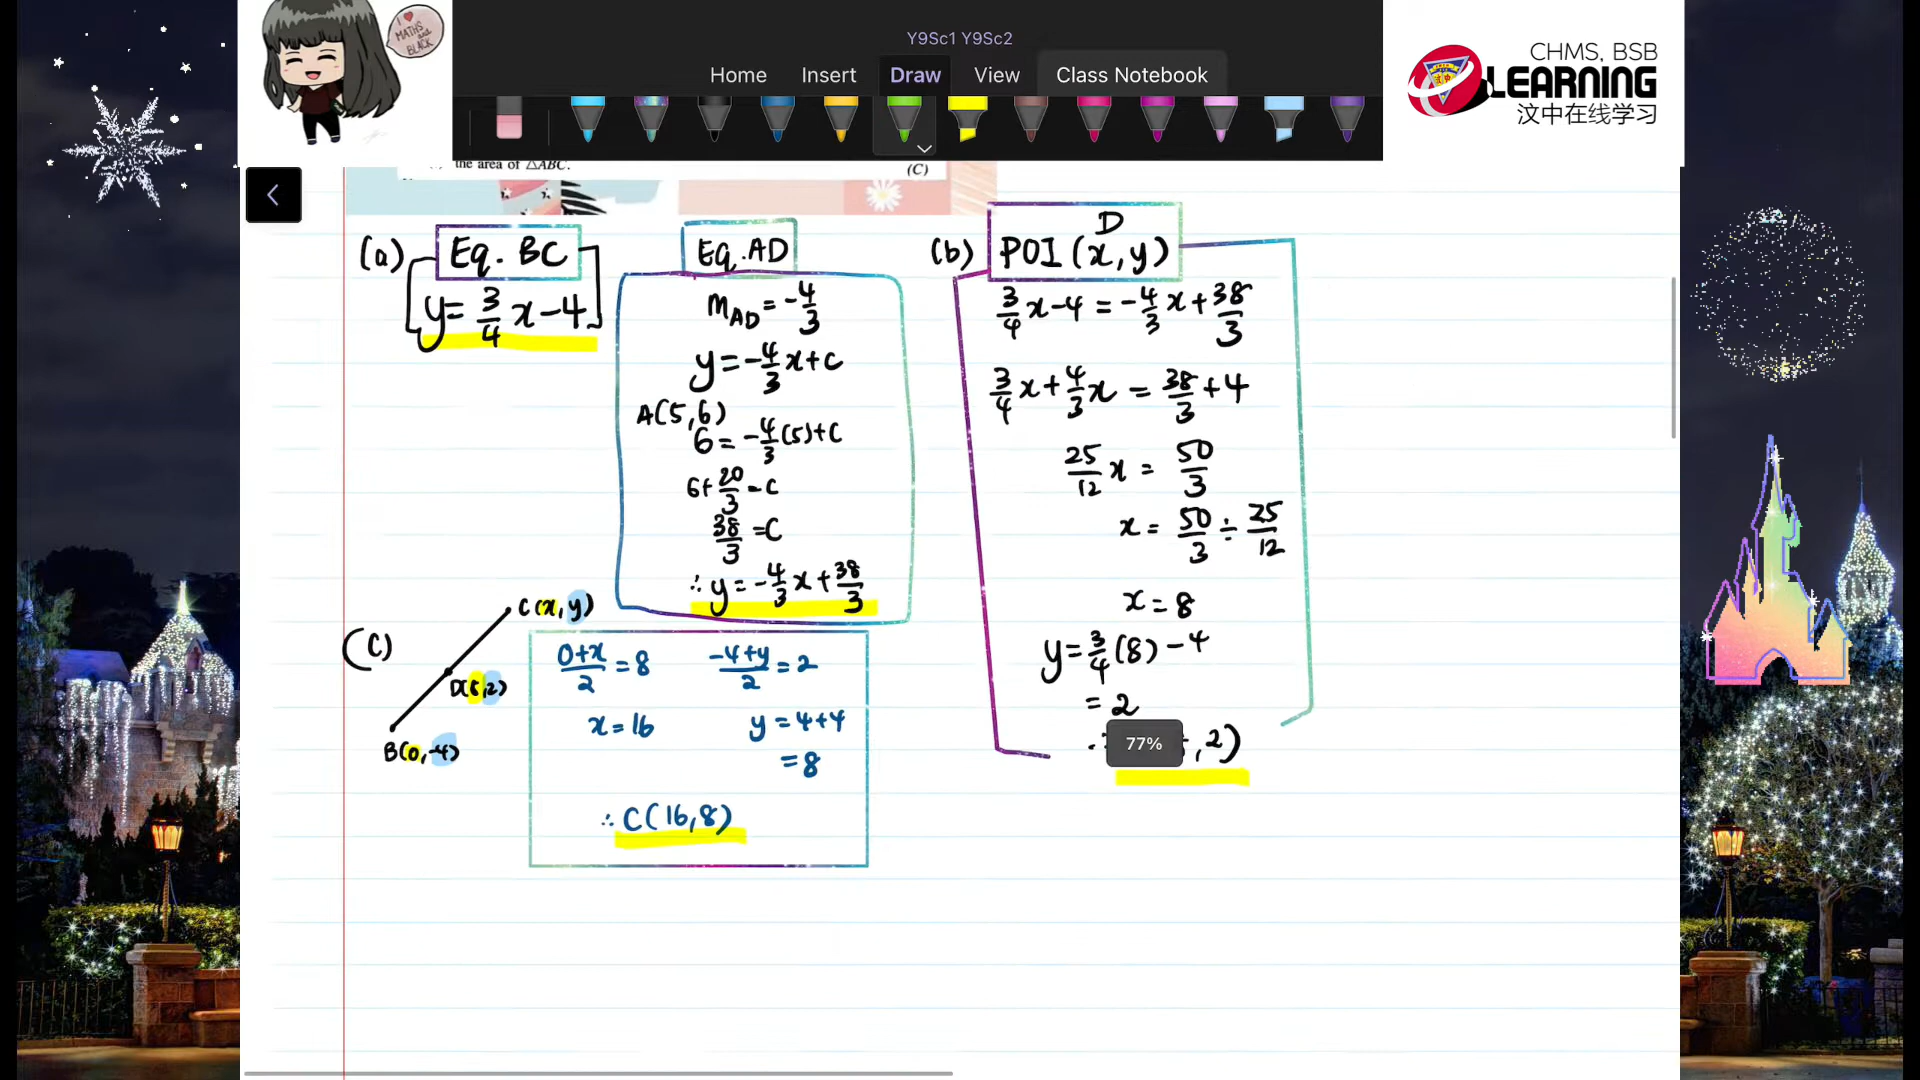 I ❤ MATHS and BLACK
Y9Sc1 Y9Sc2
Home Insert Draw View Class Notebook
CHMS, BSB
LEARNING
汶中在线学习
the area of △ABC.
(C)
(a) Eq. BC
y = 3/4 x - 4
Eq. AD
m_AD = -4/3
y = -4/3 x + c
A(5,6)
6 = -4/3 (5) + c
6 + 20/3 = c
38/3 = c
∴ y = -4/3 x + 38/3
(b) D
POI (x, y)
3/4 x - 4 = -4/3 x + 38/3
3/4 x + 4/3 x = 38/3 + 4
25/12 x = 50/3
x = 50/3 ÷ 25/12
x = 8
y = 3/4 (8) - 4
= 2
, 2)
77%
(C)
C(x, y)
D(8,2)
B(0,-4)
0+x/2 = 8
x = 16
-4+y/2 = 2
y = 4+4
= 8
∴ C(16,8)